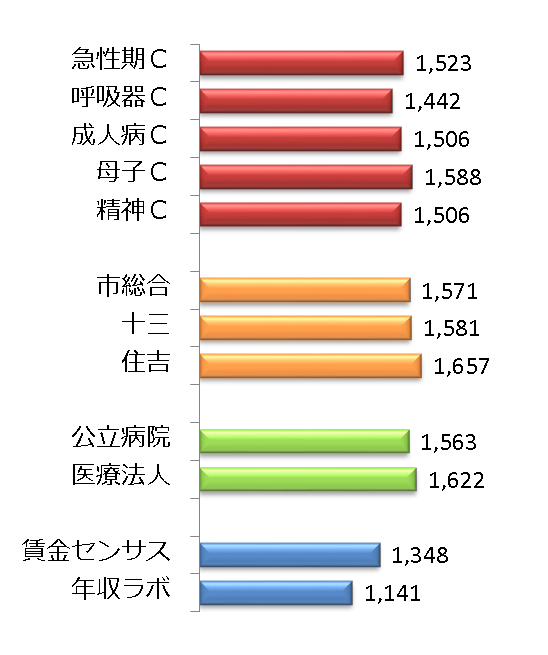 急性期C 1,523
呼吸器C 1,442
成人病C 1,506
母子C 1,588
精神C 1,506
市総合 1,571
十三 1,581
住吉 1,657
公立病院 1,563
医療法人 1,622
賃金センサス 1,348
年収ラボ 1,141